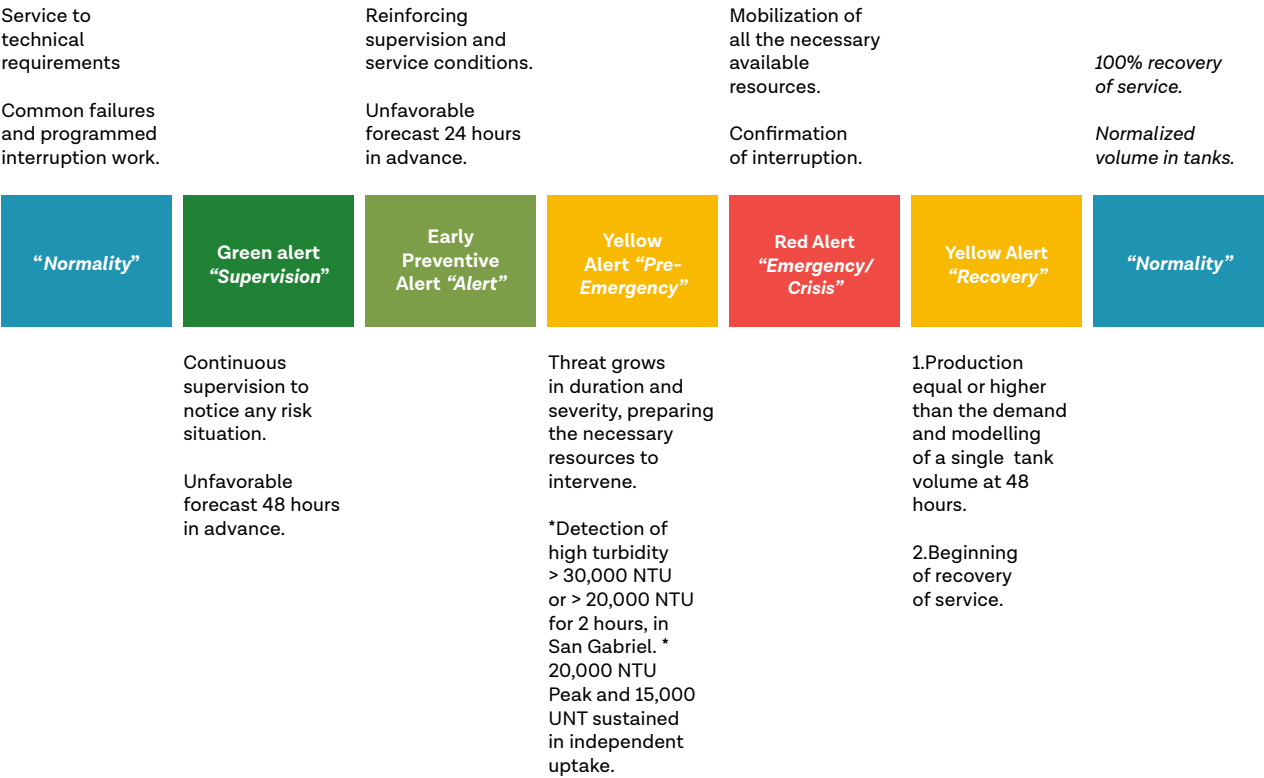 Service to
technical
requirements
Common failures
and programmed
interruption work.
Reinforcing
supervision and
service conditions.
Unfavorable
forecast 24 hours
in advance.
Mobilization of
all the necessary
available
resources.
Confirmation
of interruption.
100% recovery
of service.
Normalized
volume in tanks.
“Normality”
Green alert
“Supervision”
Early
Preventive
Alert “Alert”
Yellow
Alert “Pre-
Emergency”
Red Alert
“Emergency/
Crisis”
Yellow Alert
“Recovery”
“Normality”
Continuous
supervision to
notice any risk
situation.
Unfavorable
forecast 48 hours
in advance.
Threat grows
in duration and
severity, preparing
the necessary
resources to
intervene.
*Detection of
high turbidity
> 30,000 NTU
or > 20,000 NTU
for 2 hours, in
San Gabriel. *
20,000 NTU
Peak and 15,000
UNT sustained
in independent
uptake.
1.Production
equal or higher
than the demand
and modelling
of a single tank
volume at 48
hours.
2.Beginning
of recovery
of service.